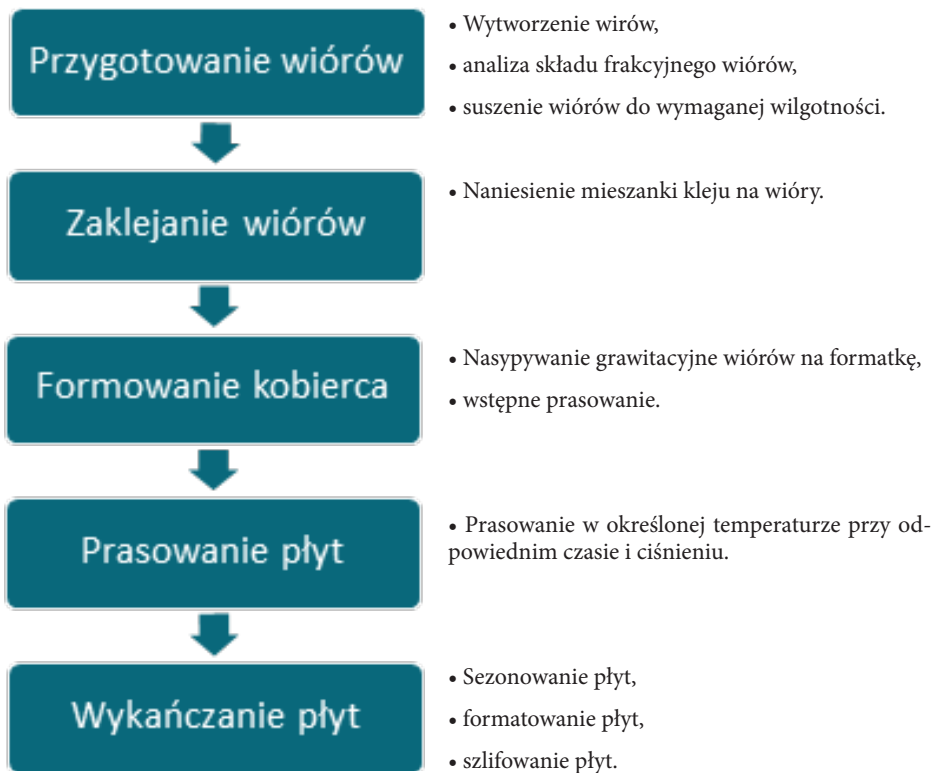 Przygotowanie wiórów
• Wytworzenie wirów,
• analiza składu frakcyjnego wiórów,
• suszenie wiórów do wymaganej wilgotności.
Zaklejanie wiórów
• Naniesienie mieszanki kleju na wióry.
Formowanie kobierca
• Nasypywanie grawitacyjne wiórów na formatkę,
• wstępne prasowanie.
Prasowanie płyt
• Prasowanie w określonej temperaturze przy od-
powiednim czasie i ciśnieniu.
Wykańczanie płyt
• Sezonowanie płyt,
• formatowanie płyt,
• szlifowanie płyt.